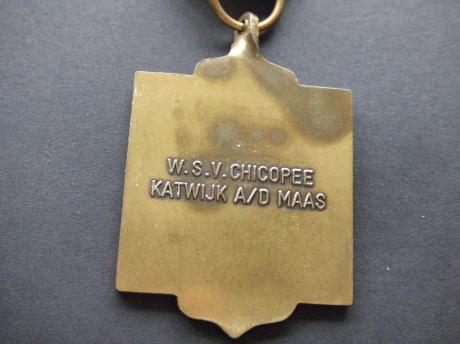 W.S.V. CHICOPEE
KATWIJK A/D MAAS